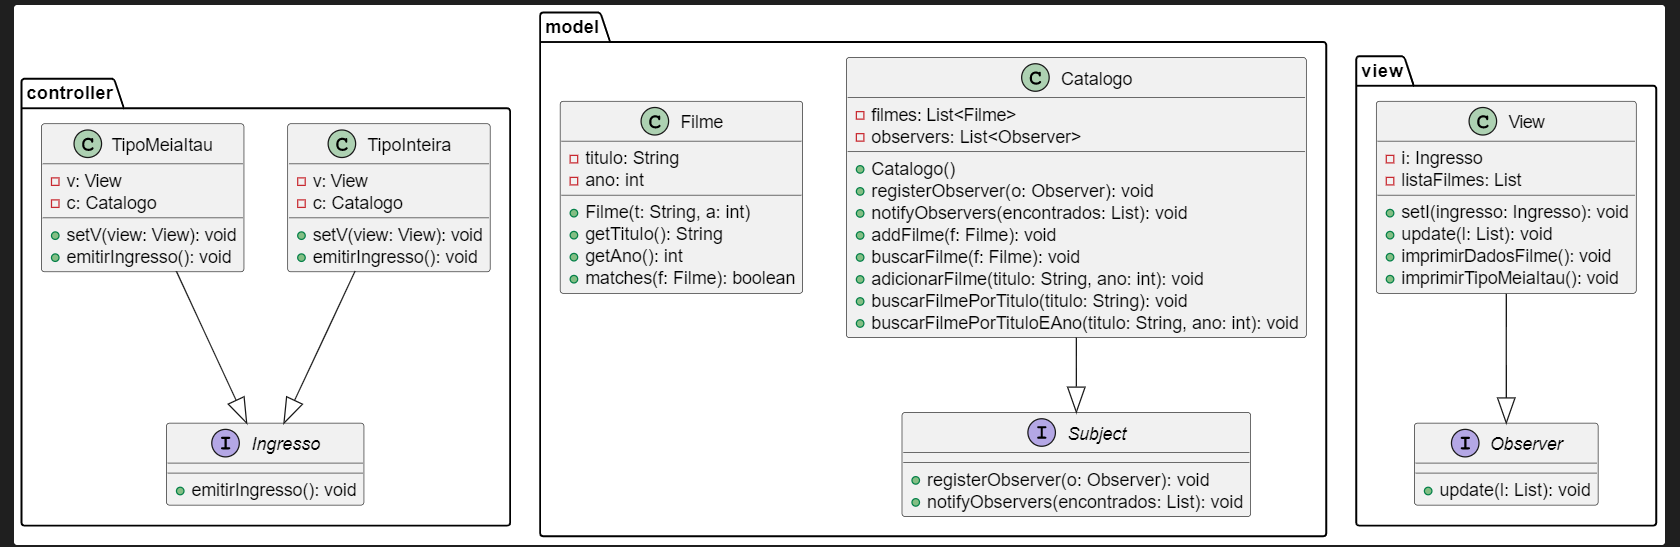 controller
C TipoMeiaItau
v: View
c: Catalogo
setV(view: View): void
emitirIngresso(): void
C TipoInteira
v: View
c: Catalogo
setV(view: View): void
emitirIngresso(): void
I Ingresso
emitirIngresso(): void
model
C Filme
titulo: String
ano: int
Filme(t: String, a: int)
getTitulo(): String
getAno(): int
matches(f: Filme): boolean
C Catalogo
filmes: List<Filme>
observers: List<Observer>
Catalogo()
registerObserver(o: Observer): void
notifyObservers(encontrados: List): void
addFilme(f: Filme): void
buscarFilme(f: Filme): void
adicionarFilme(titulo: String, ano: int): void
buscarFilmePorTitulo(titulo: String): void
buscarFilmePorTituloEAno(titulo: String, ano: int): void
I Subject
registerObserver(o: Observer): void
notifyObservers(encontrados: List): void
view
C View
i: Ingresso
listaFilmes: List
setI(ingresso: Ingresso): void
update(l: List): void
imprimirDadosFilme(): void
imprimirTipoMeiaItau(): void
I Observer
update(l: List): void